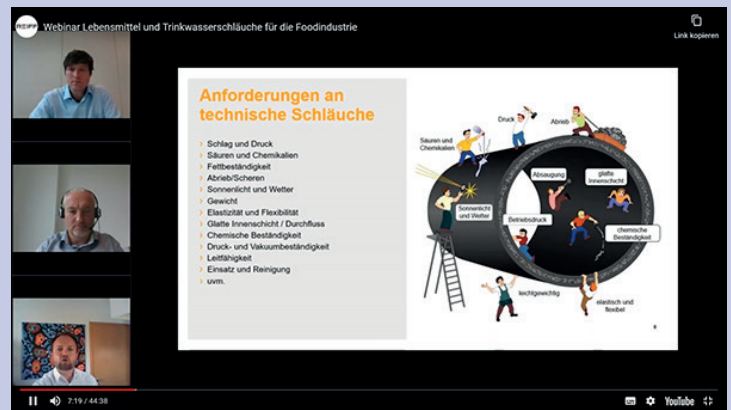 REIFF
Webinar Lebensmittel und Trinkwasserschläuche für die Foodindustrie
Link kopieren
Anforderungen an
technische Schläuche
› Schlag und Druck
› Säuren und Chemikalien
› Fettbeständigkeit
› Abrieb/Scheren
› Sonnenlicht und Wetter
› Gewicht
› Elastizität und Flexibilität
› Glatte Innenschicht / Durchfluss
› Chemische Beständigkeit
› Druck- und Vakuumbeständigkeit
› Leitfähigkeit
› Einsatz und Reinigung
› uvm.
Druck
Abrieb
Säuren und
Chemikalien
Absaugung
glatte
Innenschicht
Sonnenlicht
und Wetter
Betriebsdruck
chemische
Beständigkeit
leichtgewichtig
elastisch und
flexibel
7:19 / 44:38
YouTube